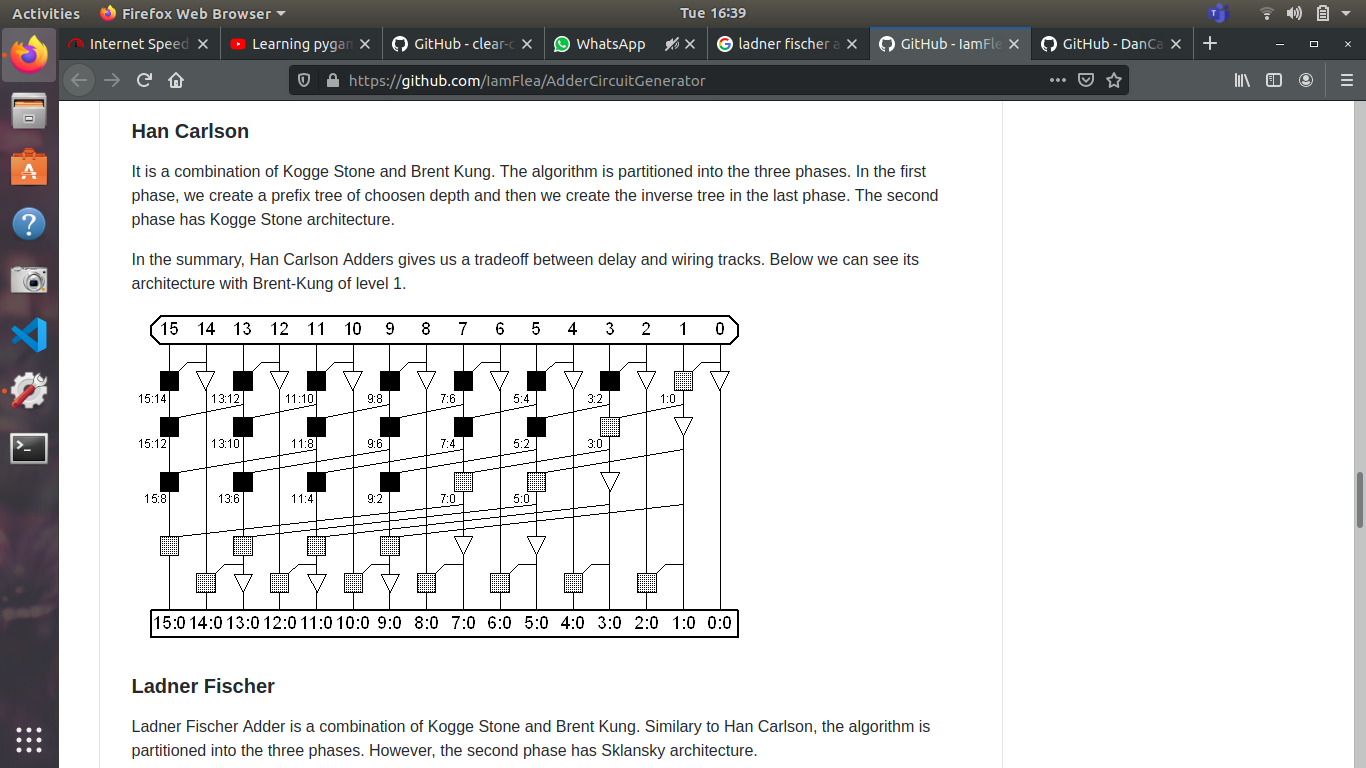 Activities Firefox Web Browser Tue 16:39
Internet Speed Learning pygan GitHub - clear-c WhatsApp ladner fischer a GitHub - IamFle GitHub - DanCa
https://github.com/IamFlea/AdderCircuitGenerator
Han Carlson
It is a combination of Kogge Stone and Brent Kung. The algorithm is partitioned into the three phases. In the first
phase, we create a prefix tree of choosen depth and then we create the inverse tree in the last phase. The second
phase has Kogge Stone architecture.
In the summary, Han Carlson Adders gives us a tradeoff between delay and wiring tracks. Below we can see its
architecture with Brent-Kung of level 1.
15 14 13 12 11 10 9 8 7 6 5 4 3 2 1 0
15:14 13:12 11:10 9:8 7:6 5:4 3:2 1:0
15:12 13:10 11:8 9:6 7:4 5:2 3:0
15:8 13:6 11:4 9:2 7:0 5:0
15:0 14:0 13:0 12:0 11:0 10:0 9:0 8:0 7:0 6:0 5:0 4:0 3:0 2:0 1:0 0:0
Ladner Fischer
Ladner Fischer Adder is a combination of Kogge Stone and Brent Kung. Similary to Han Carlson, the algorithm is
partitioned into the three phases. However, the second phase has Sklansky architecture.